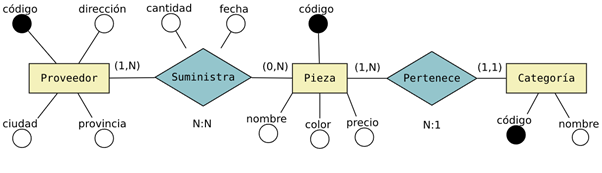 código dirección cantidad fecha código
Proveedor (1,N) Suministra (0,N) Pieza (1,N) Pertenece (1,1) Categoría
ciudad provincia N:N nombre color precio N:1 código nombre